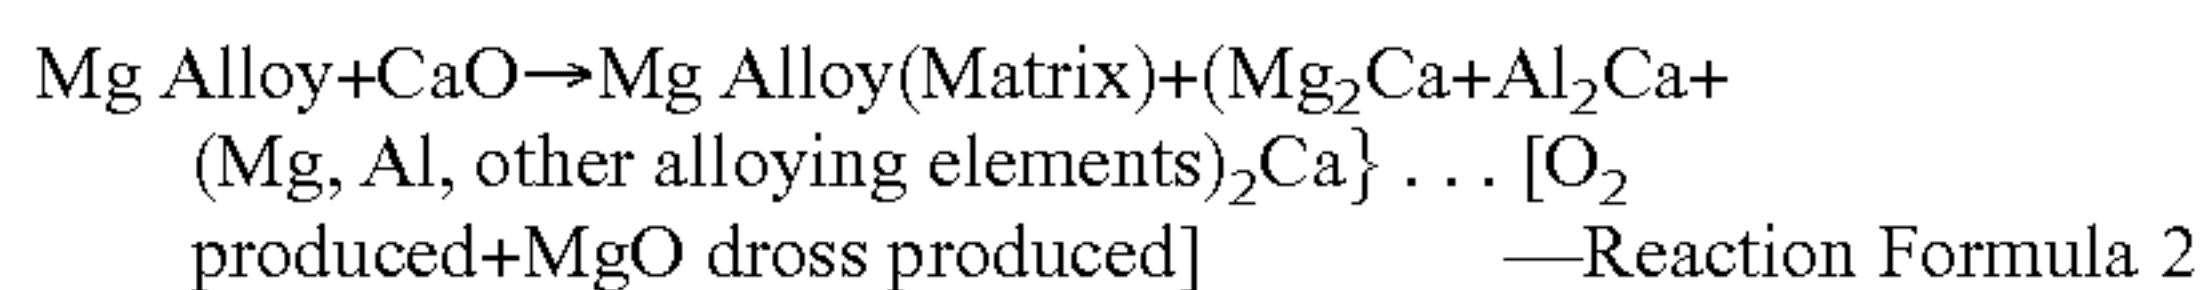 Mg Alloy+CaO→Mg Alloy(Matrix)+(Mg₂Ca+Al₂Ca+
(Mg, Al, other alloying elements)₂Ca} . . . [O₂
produced+MgO dross produced] —Reaction Formula 2